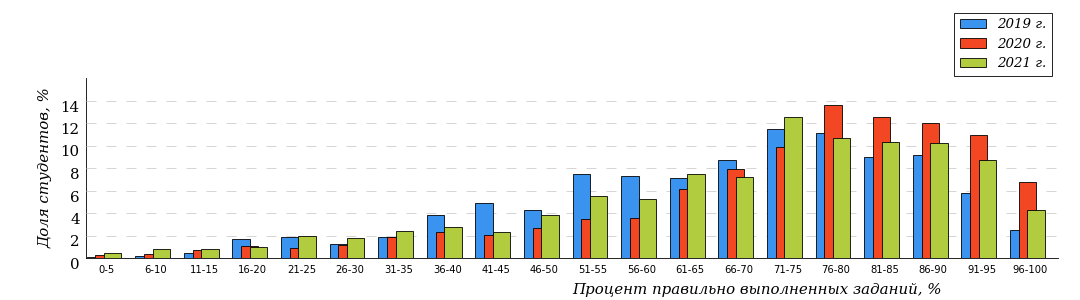 2019 г.
2020 г.
2021 г.
Доля студентов, %
14
12
10
8
6
4
2
0
0-5 6-10 11-15 16-20 21-25 26-30 31-35 36-40 41-45 46-50 51-55 56-60 61-65 66-70 71-75 76-80 81-85 86-90 91-95 96-100
Процент правильно выполненных заданий, %